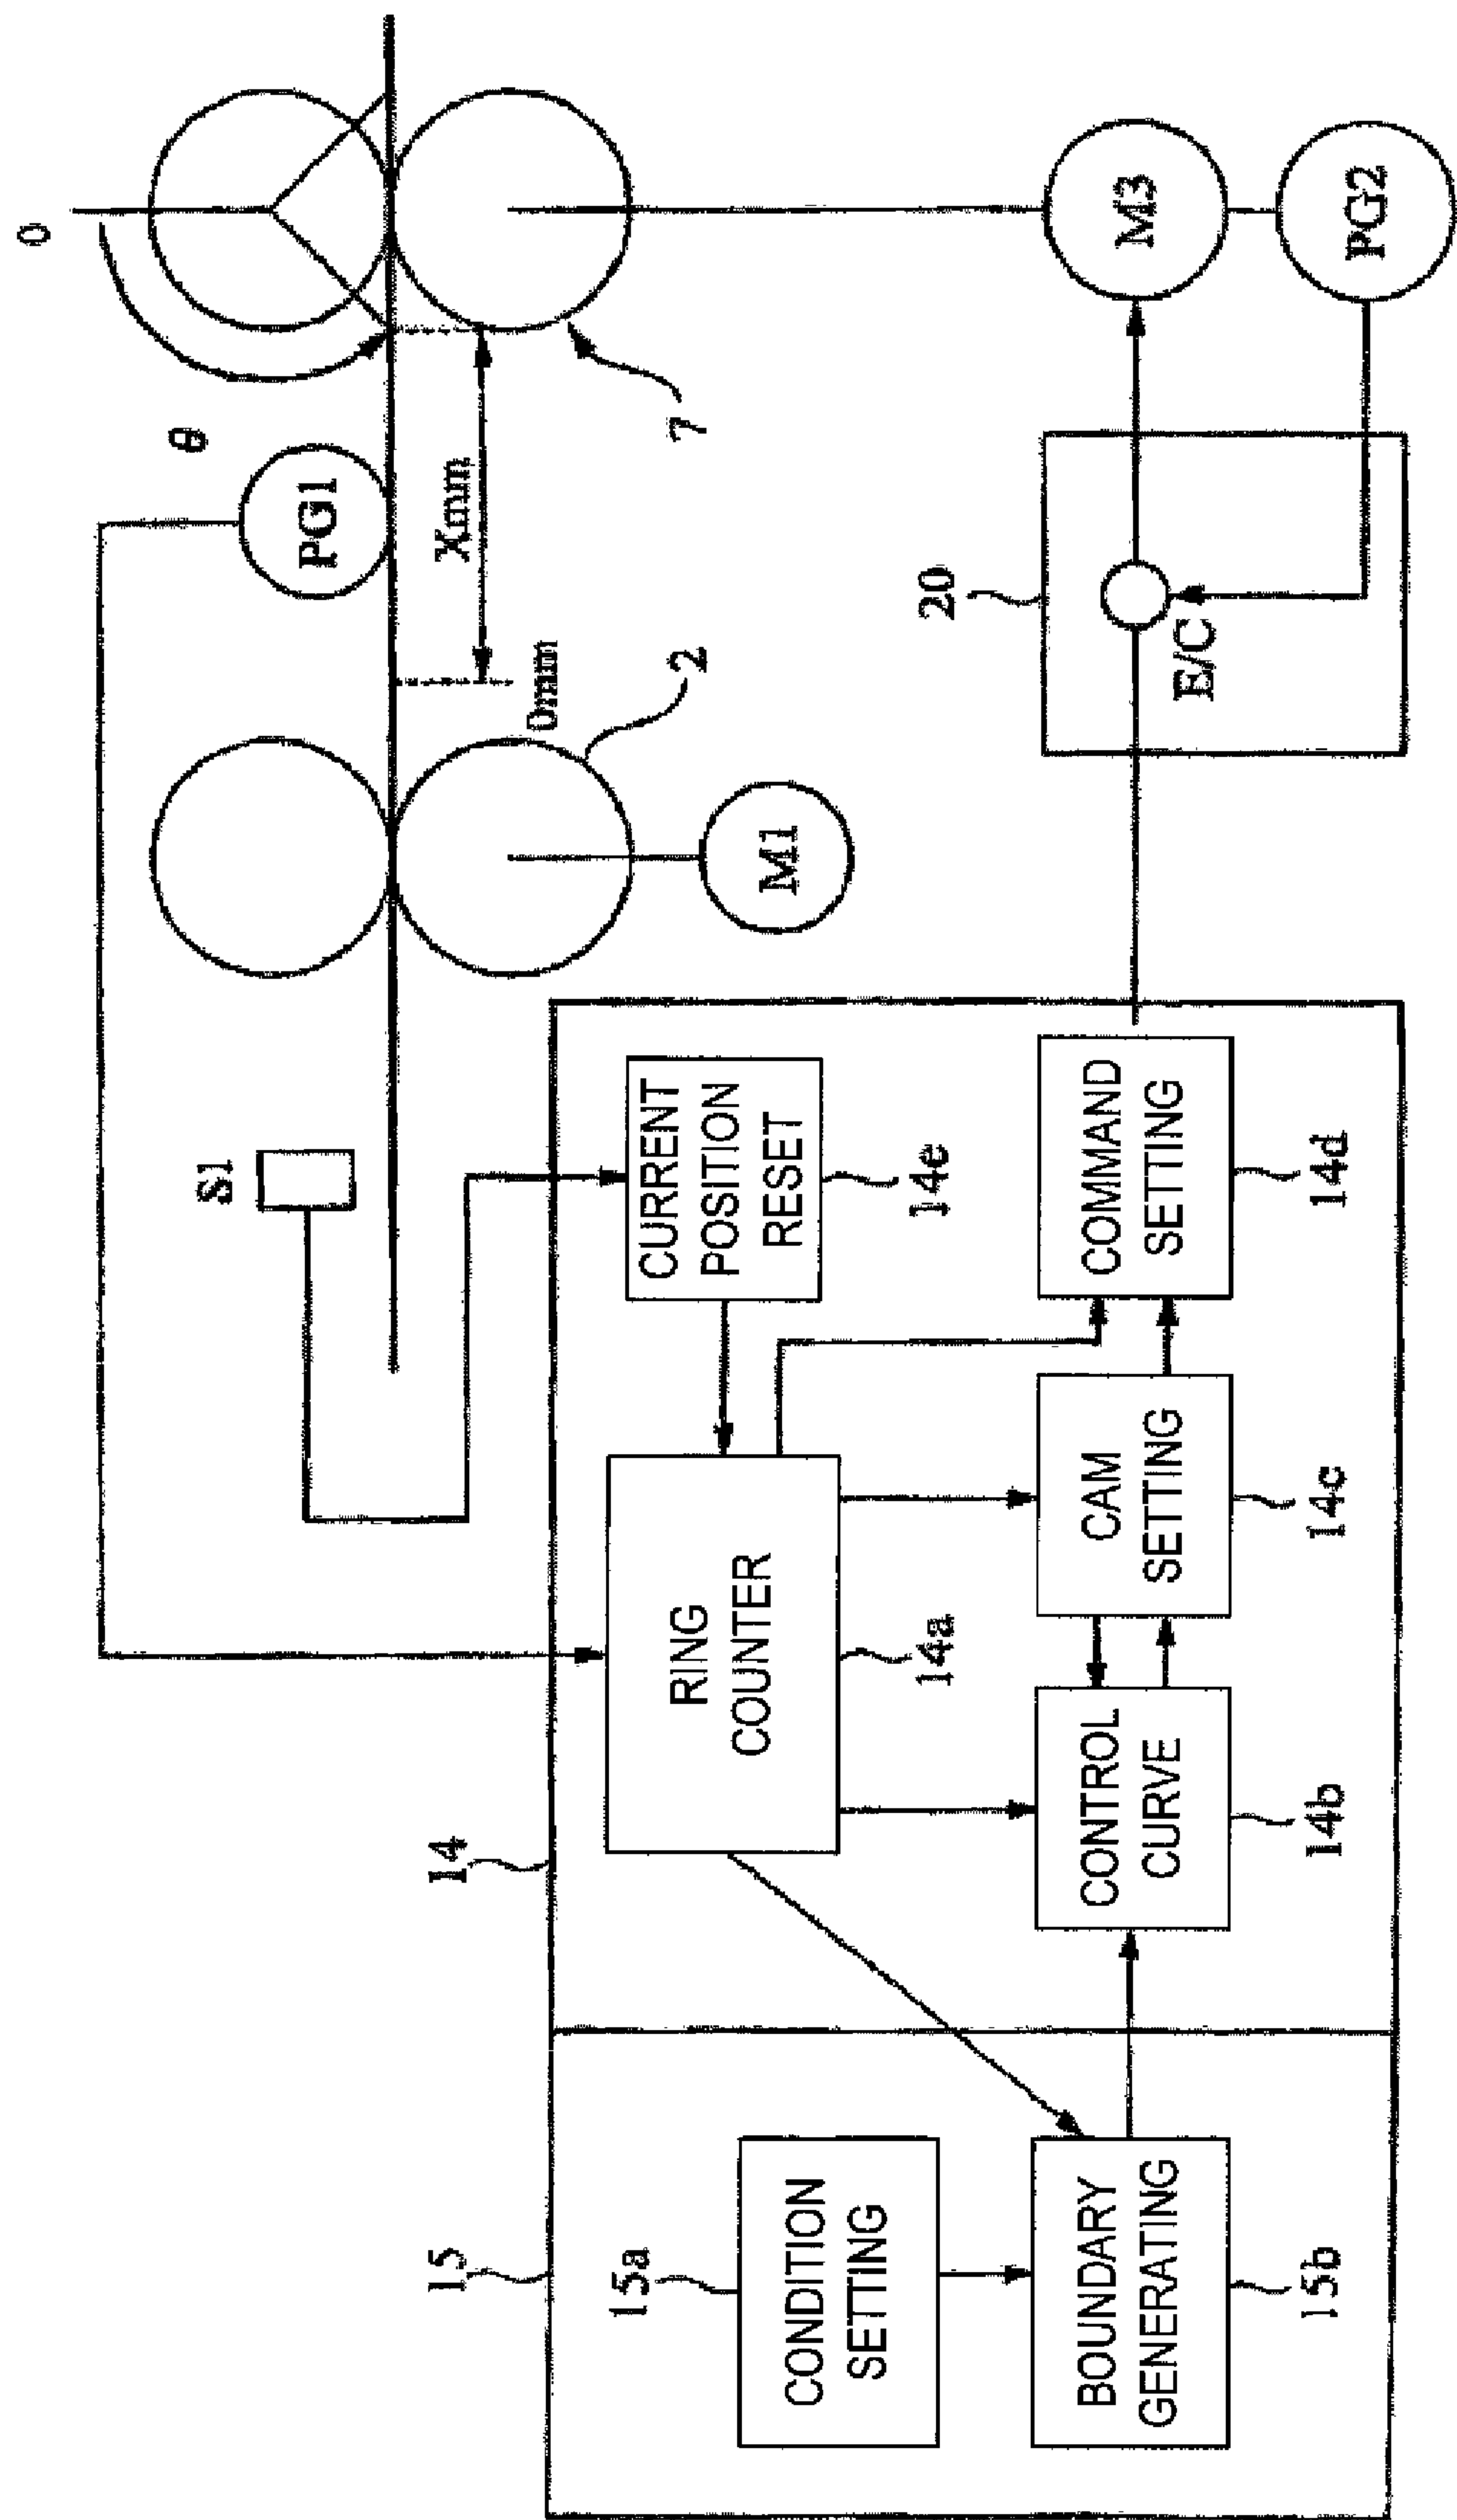 0
θ
PG1
Xmm
0mm
7
2
M1
M3
PG2
20
E/C
S1
CURRENT
POSITION
RESET
14e
COMMAND
SETTING
14d
RING
COUNTER
14a
CAM
SETTING
14c
CONTROL
CURVE
14b
14
15
CONDITION
SETTING
15a
BOUNDARY
GENERATING
15b